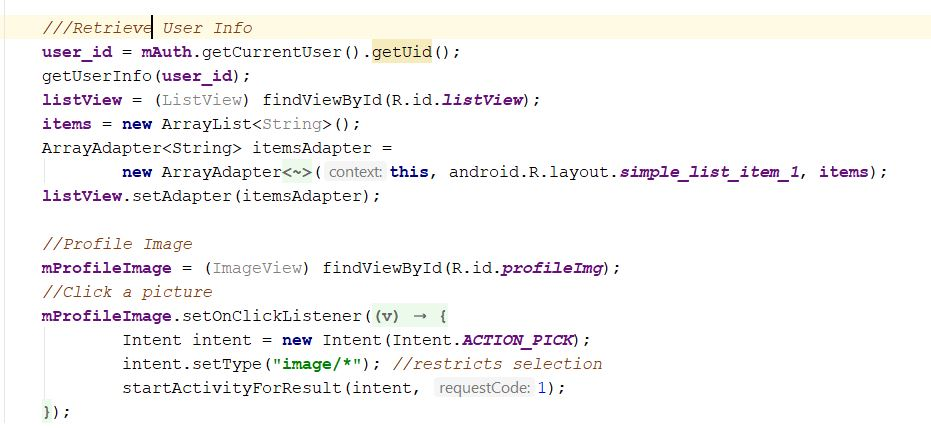 ///Retrieve User Info
user_id = mAuth.getCurrentUser().getUid();
getUserInfo(user_id);
listView = (ListView) findViewById(R.id.listView);
items = new ArrayList<String>();
ArrayAdapter<String> itemsAdapter =
new ArrayAdapter<~>( context: this, android.R.layout.simple_list_item_1, items);
listView.setAdapter(itemsAdapter);
//Profile Image
mProfileImage = (ImageView) findViewById(R.id.profileImg);
//Click a picture
mProfileImage.setOnClickListener((v) → {
Intent intent = new Intent(Intent.ACTION_PICK);
intent.setType("image/*"); //restricts selection
startActivityForResult(intent, requestCode: 1);
});